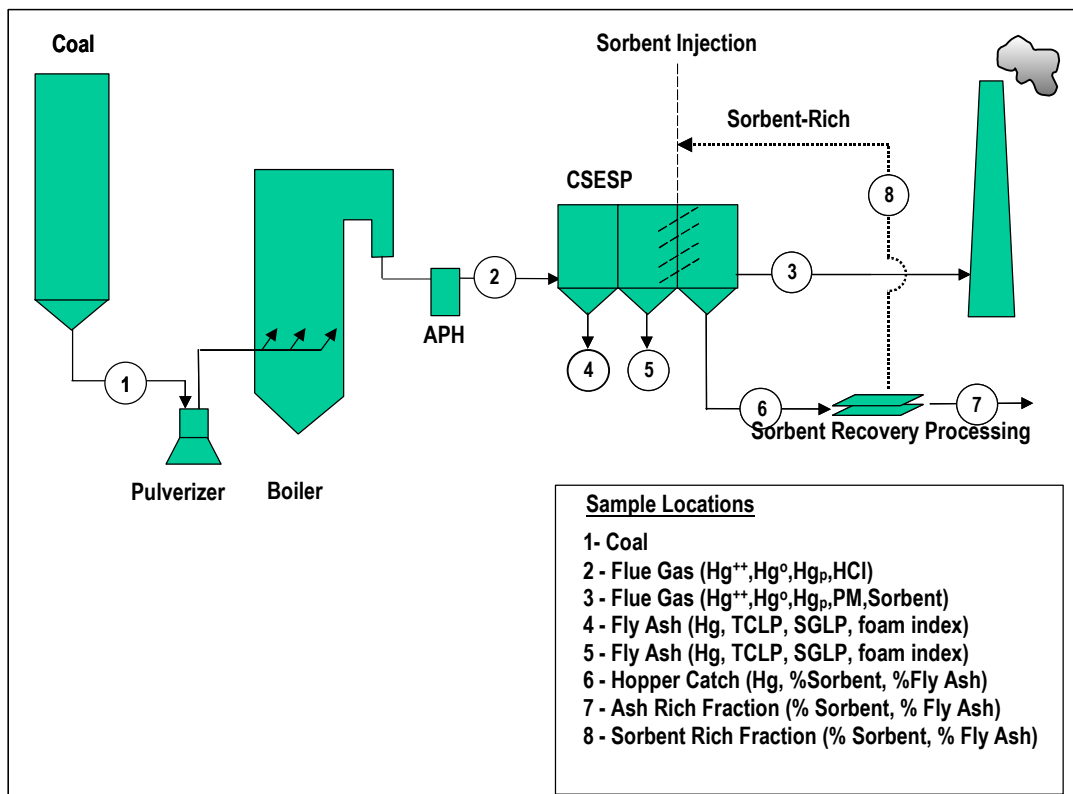 Coal
Sorbent Injection
Sorbent-Rich
CSESP
8
2
3
APH
4
5
1
6
7
Sorbent Recovery Processing
Pulverizer
Boiler
Sample Locations
1- Coal
2 - Flue Gas (Hg⁺⁺,Hgº,Hgₚ,HCl)
3 - Flue Gas (Hg⁺⁺,Hgº,Hgₚ,PM,Sorbent)
4 - Fly Ash (Hg, TCLP, SGLP, foam index)
5 - Fly Ash (Hg, TCLP, SGLP, foam index)
6 - Hopper Catch (Hg, %Sorbent, %Fly Ash)
7 - Ash Rich Fraction (% Sorbent, % Fly Ash)
8 - Sorbent Rich Fraction (% Sorbent, % Fly Ash)